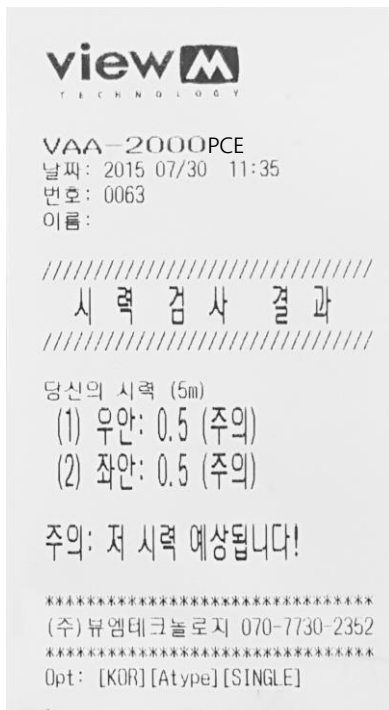 viewM
TECHNOLOGY
VAA-2000PCE
날짜: 2015 07/30 11:35
번호: 0063
이름:
////////////////////////////////
시 력 검 사 결 과
////////////////////////////////
당신의 시력 (5m)
(1) 우안: 0.5 (주의)
(2) 좌안: 0.5 (주의)
주의: 저 시력 예상됩니다!
********************************
(주)뷰엠테크놀로지 070-7730-2352
********************************
Opt: [KOR][Atype][SINGLE]